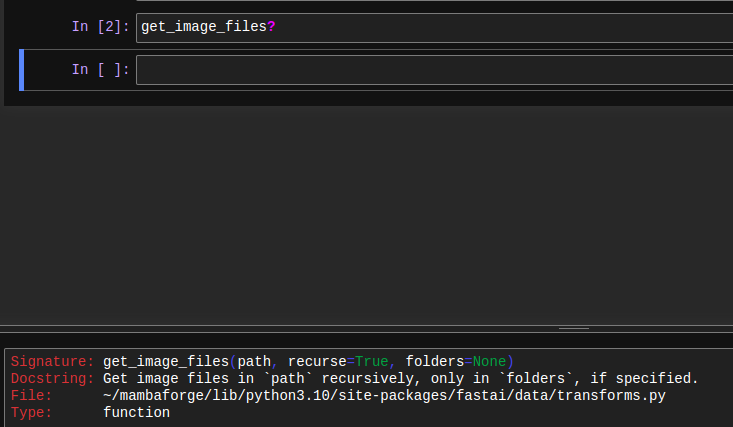 In [2]: get_image_files?
In [ ]:
Signature: get_image_files(path, recurse=True, folders=None)
Docstring: Get image files in `path` recursively, only in `folders`, if specified.
File:      ~/mambaforge/lib/python3.10/site-packages/fastai/data/transforms.py
Type:      function